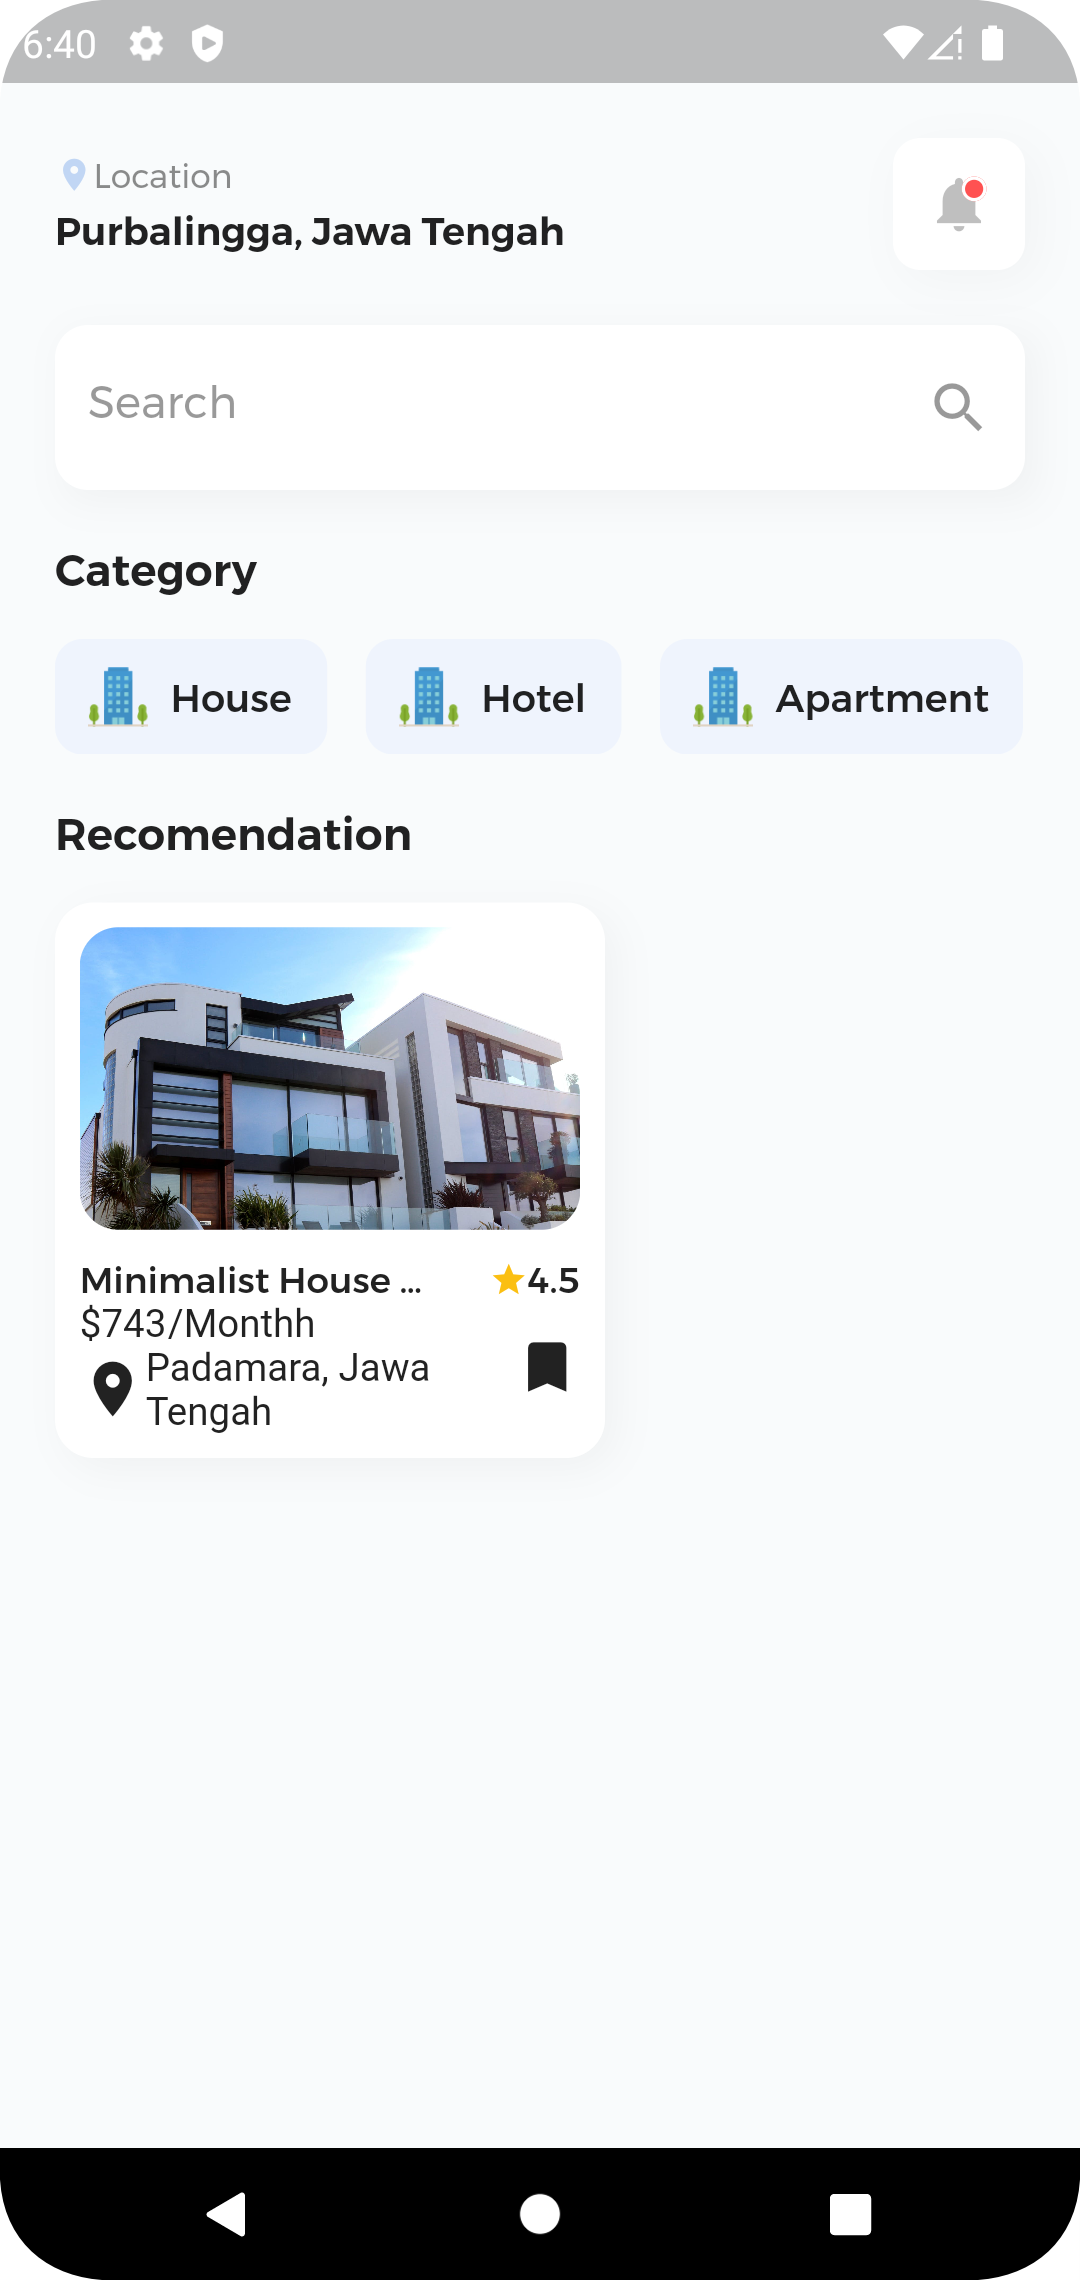 6:40
Location
Purbalingga, Jawa Tengah
Search
Category
House
Hotel
Apartment
Recomendation
Minimalist House ...
4.5
$743/Monthh
Padamara, Jawa
Tengah